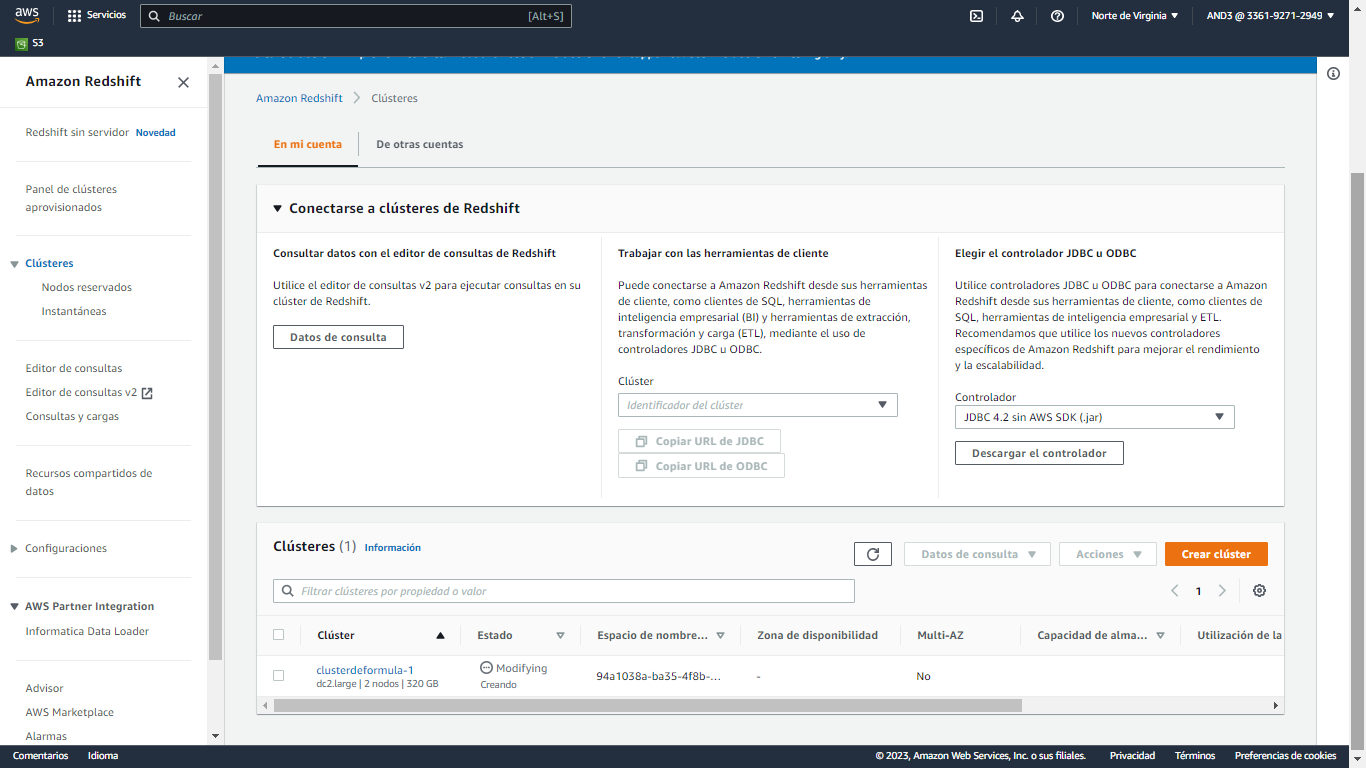 aws
Servicios
Buscar
[Alt+S]
Norte de Virginia
AND3 @ 3361-9271-2949
S3
Amazon Redshift
Redshift sin servidor Novedad
Panel de clústeres
aprovisionados
Clústeres
Nodos reservados
Instantáneas
Editor de consultas
Editor de consultas v2
Consultas y cargas
Recursos compartidos de
datos
Configuraciones
AWS Partner Integration
Informatica Data Loader
Advisor
AWS Marketplace
Alarmas
Amazon Redshift
Clústeres
En mi cuenta
De otras cuentas
Conectarse a clústeres de Redshift
Consultar datos con el editor de consultas de Redshift
Utilice el editor de consultas v2 para ejecutar consultas en su
clúster de Redshift.
Datos de consulta
Trabajar con las herramientas de cliente
Puede conectarse a Amazon Redshift desde sus herramientas
de cliente, como clientes de SQL, herramientas de
inteligencia empresarial (BI) y herramientas de extracción,
transformación y carga (ETL), mediante el uso de
controladores JDBC u ODBC.
Clúster
Identificador del clúster
Copiar URL de JDBC
Copiar URL de ODBC
Elegir el controlador JDBC u ODBC
Utilice controladores JDBC u ODBC para conectarse a Amazon
Redshift desde sus herramientas de cliente, como clientes de
SQL, herramientas de inteligencia empresarial y ETL.
Recomendamos que utilice los nuevos controladores
específicos de Amazon Redshift para mejorar el rendimiento
y la escalabilidad.
Controlador
JDBC 4.2 sin AWS SDK (.jar)
Descargar el controlador
Clústeres (1) Información
Datos de consulta
Acciones
Crear clúster
Filtrar clústeres por propiedad o valor
1
Clúster
Estado
Espacio de nombre...
Zona de disponibilidad
Multi-AZ
Capacidad de alma...
Utilización de la
clusterdeformula-1
dc2.large | 2 nodos | 320 GB
Modifying
Creando
94a1038a-ba35-4f8b-...
-
No
Comentarios
Idioma
© 2023, Amazon Web Services, Inc. o sus filiales.
Privacidad
Términos
Preferencias de cookies